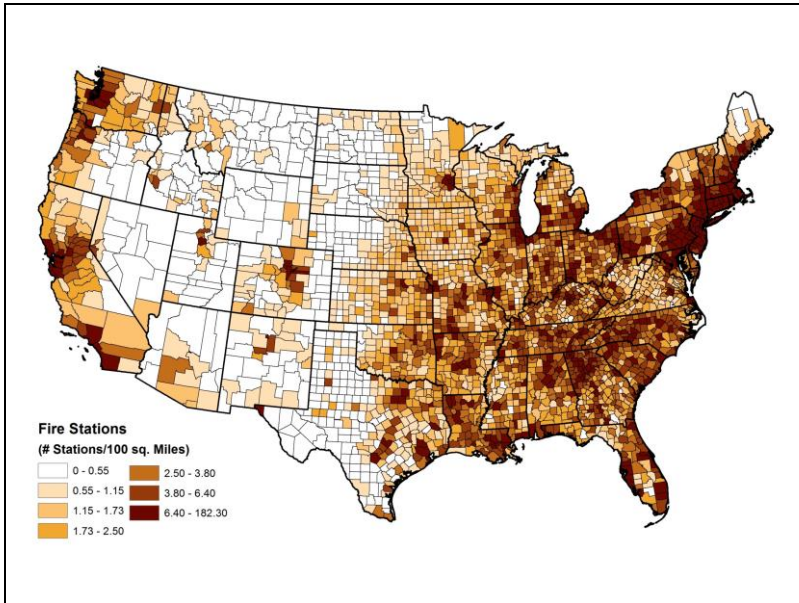 Fire Stations
(# Stations/100 sq. Miles)
0 - 0.55
0.55 - 1.15
1.15 - 1.73
1.73 - 2.50
2.50 - 3.80
3.80 - 6.40
6.40 - 182.30